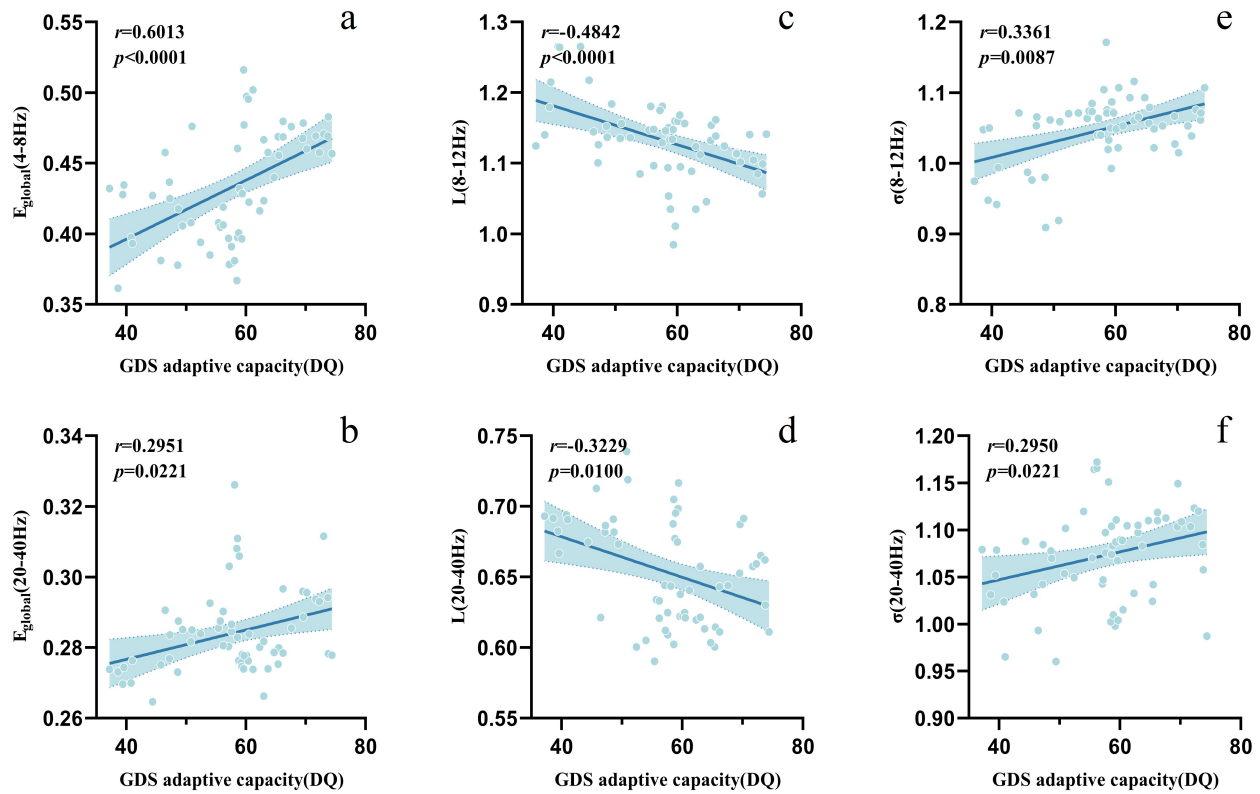 a
r=0.6013
p<0.0001
0.55
0.50
0.45
0.40
0.35
E_global(4-8Hz)
40 60 80
GDS adaptive capacity(DQ)
c
r=-0.4842
p<0.0001
1.3
1.2
1.1
1.0
0.9
L(8-12Hz)
40 60 80
GDS adaptive capacity(DQ)
e
r=0.3361
p=0.0087
1.2
1.1
1.0
0.9
0.8
σ(8-12Hz)
40 60 80
GDS adaptive capacity(DQ)
b
r=0.2951
p=0.0221
0.34
0.32
0.30
0.28
0.26
E_global(20-40Hz)
40 60 80
GDS adaptive capacity(DQ)
d
r=-0.3229
p=0.0100
0.75
0.70
0.65
0.60
0.55
L(20-40Hz)
40 60 80
GDS adaptive capacity(DQ)
f
r=0.2950
p=0.0221
1.20
1.15
1.10
1.05
1.00
0.95
0.90
σ(20-40Hz)
40 60 80
GDS adaptive capacity(DQ)